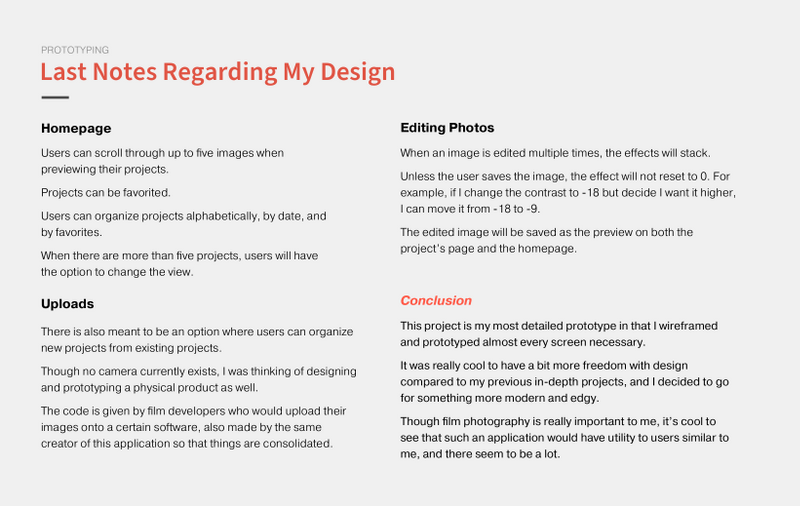 PROTOTYPING
Last Notes Regarding My Design
Homepage
Users can scroll through up to five images when
previewing their projects.
Projects can be favorited.
Users can organize projects alphabetically, by date, and
by favorites.
When there are more than five projects, users will have
the option to change the view.
Uploads
There is also meant to be an option where users can organize
new projects from existing projects.
Though no camera currently exists, I was thinking of designing
and prototyping a physical product as well.
The code is given by film developers who would upload their
images onto a certain software, also made by the same
creator of this application so that things are consolidated.
Editing Photos
When an image is edited multiple times, the effects will stack.
Unless the user saves the image, the effect will not reset to 0. For
example, if I change the contrast to -18 but decide I want it higher,
I can move it from -18 to -9.
The edited image will be saved as the preview on both the
project's page and the homepage.
Conclusion
This project is my most detailed prototype in that I wireframed
and prototyped almost every screen necessary.
It was really cool to have a bit more freedom with design
compared to my previous in-depth projects, and I decided to go
for something more modern and edgy.
Though film photography is really important to me, it's cool to
see that such an application would have utility to users similar to
me, and there seem to be a lot.